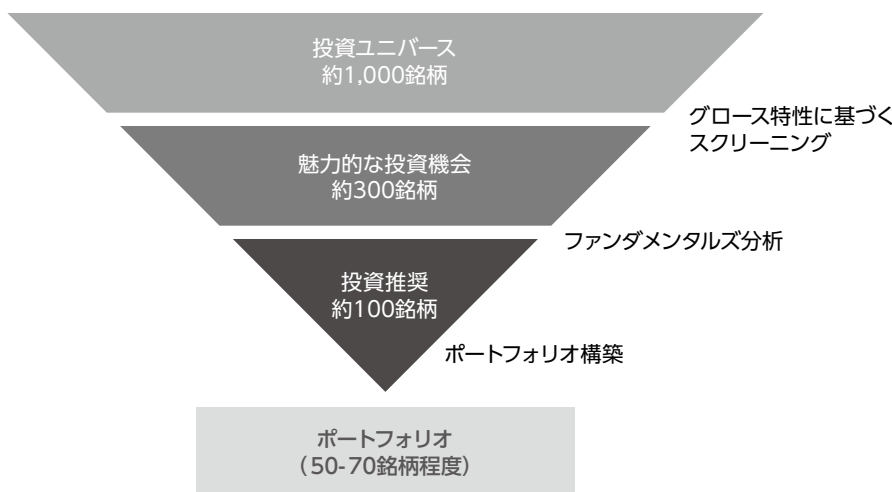 投資ユニバース
約1,000銘柄
グロース特性に基づく
スクリーニング
魅力的な投資機会
約300銘柄
ファンダメンタルズ分析
投資推奨
約100銘柄
ポートフォリオ構築
ポートフォリオ
（50-70銘柄程度）